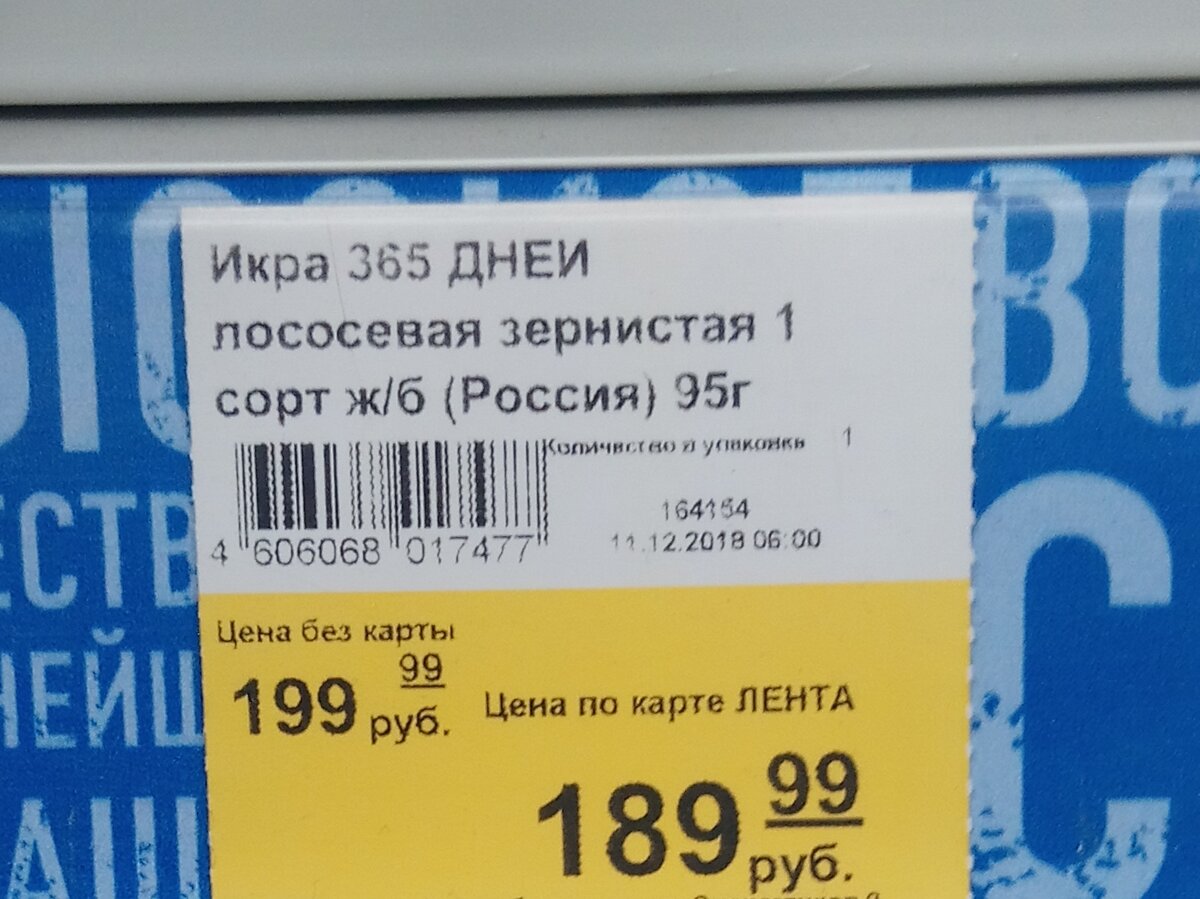 Икра 365 ДНЕЙ
лососевая зернистая 1
сорт ж/б (Россия) 95г
Количество в упаковке 1
164154
11.12.2018 06:00
4 606068 017477
Цена без карты
199 99 руб.
Цена по карте ЛЕНТА
189 99 руб.